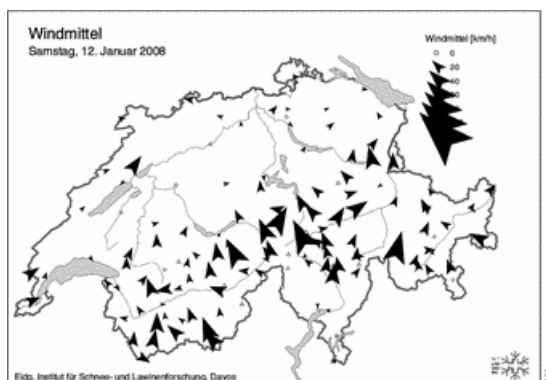 Windmittel
Samstag, 12. Januar 2008
Windmittel [km/h]
0
20
40
Eidg. Institut für Schnee- und Lawinenforschung, Davos